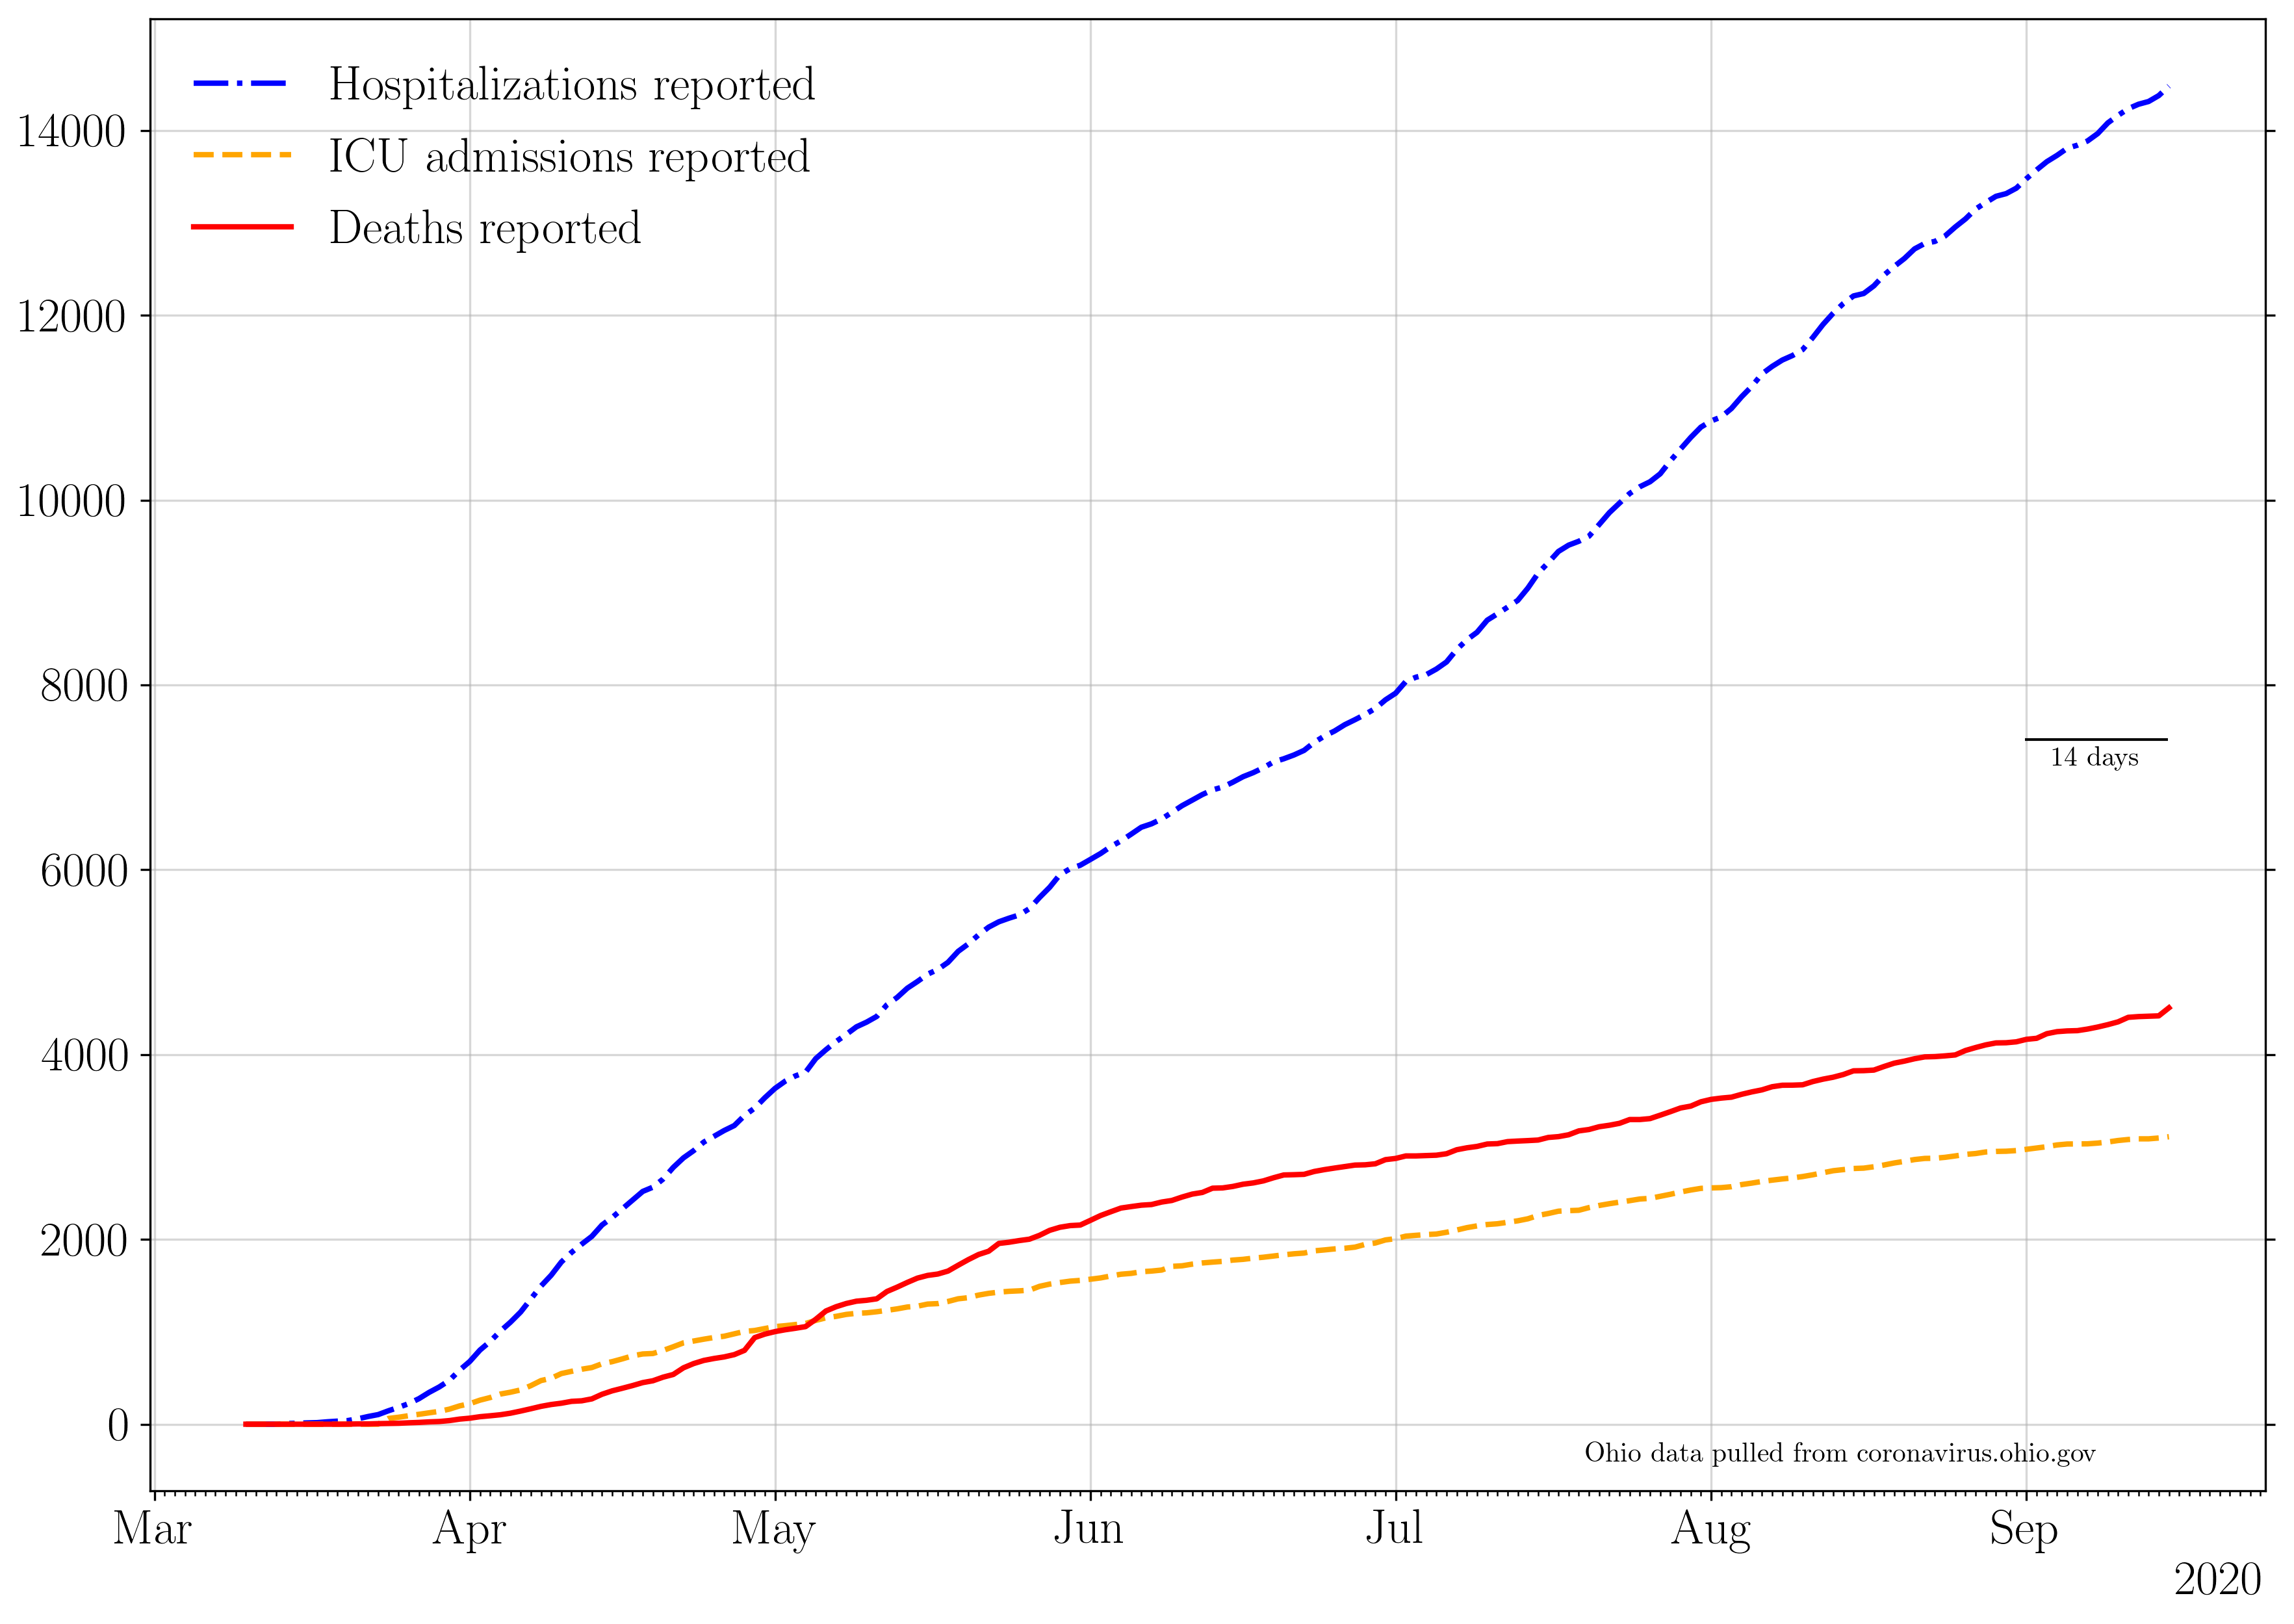 Hospitalizations reported
ICU admissions reported
Deaths reported
14000
12000
10000
8000
6000
4000
2000
0
14 days
Ohio data pulled from coronavirus.ohio.gov
Mar Apr May Jun Jul Aug Sep
2020